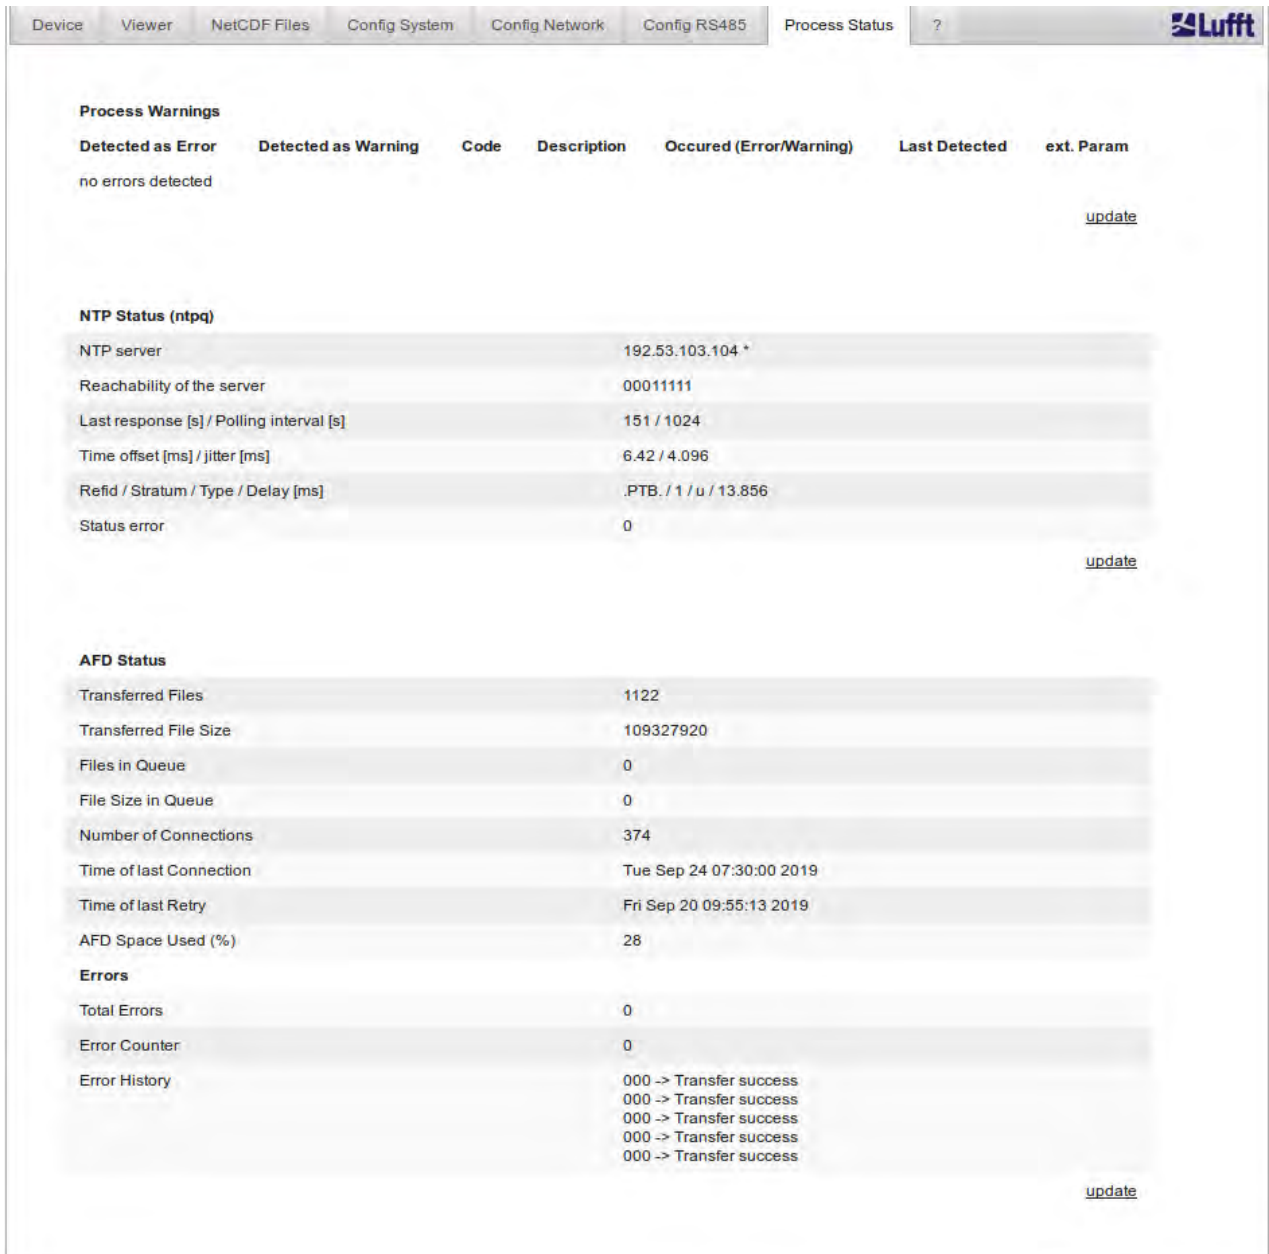 Device Viewer NetCDF Files Config System Config Network Config RS485 Process Status ? Lufft
Process Warnings
Detected as Error Detected as Warning Code Description Occured (Error/Warning) Last Detected ext. Param
no errors detected
update
NTP Status (ntpq)
NTP server 192.53.103.104 *
Reachability of the server 00011111
Last response [s] / Polling interval [s] 151 / 1024
Time offset [ms] / jitter [ms] 6.42 / 4.096
Refid / Stratum / Type / Delay [ms] .PTB. / 1 / u / 13.856
Status error 0
update
AFD Status
Transferred Files 1122
Transferred File Size 109327920
Files in Queue 0
File Size in Queue 0
Number of Connections 374
Time of last Connection Tue Sep 24 07:30:00 2019
Time of last Retry Fri Sep 20 09:55:13 2019
AFD Space Used (%) 28
Errors
Total Errors 0
Error Counter 0
Error History 000 -> Transfer success
000 -> Transfer success
000 -> Transfer success
000 -> Transfer success
000 -> Transfer success
update